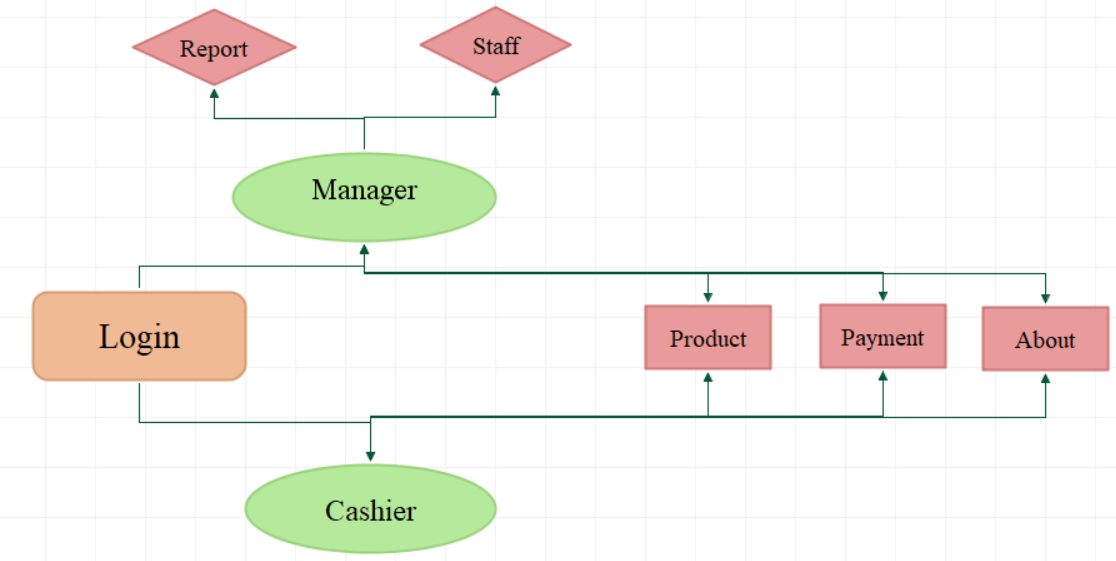 Report
Staff
Manager
Login
Product
Payment
About
Cashier